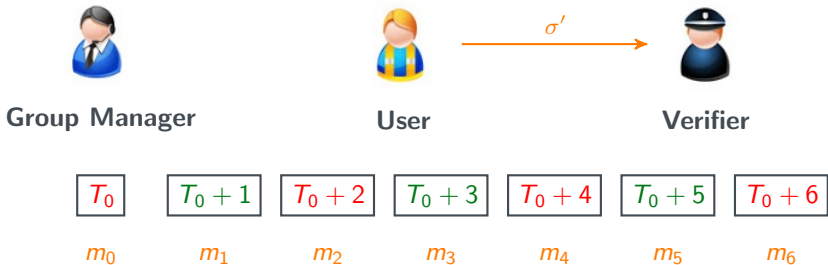 σ′
Group Manager User Verifier
T₀ T₀ + 1 T₀ + 2 T₀ + 3 T₀ + 4 T₀ + 5 T₀ + 6
m₀ m₁ m₂ m₃ m₄ m₅ m₆